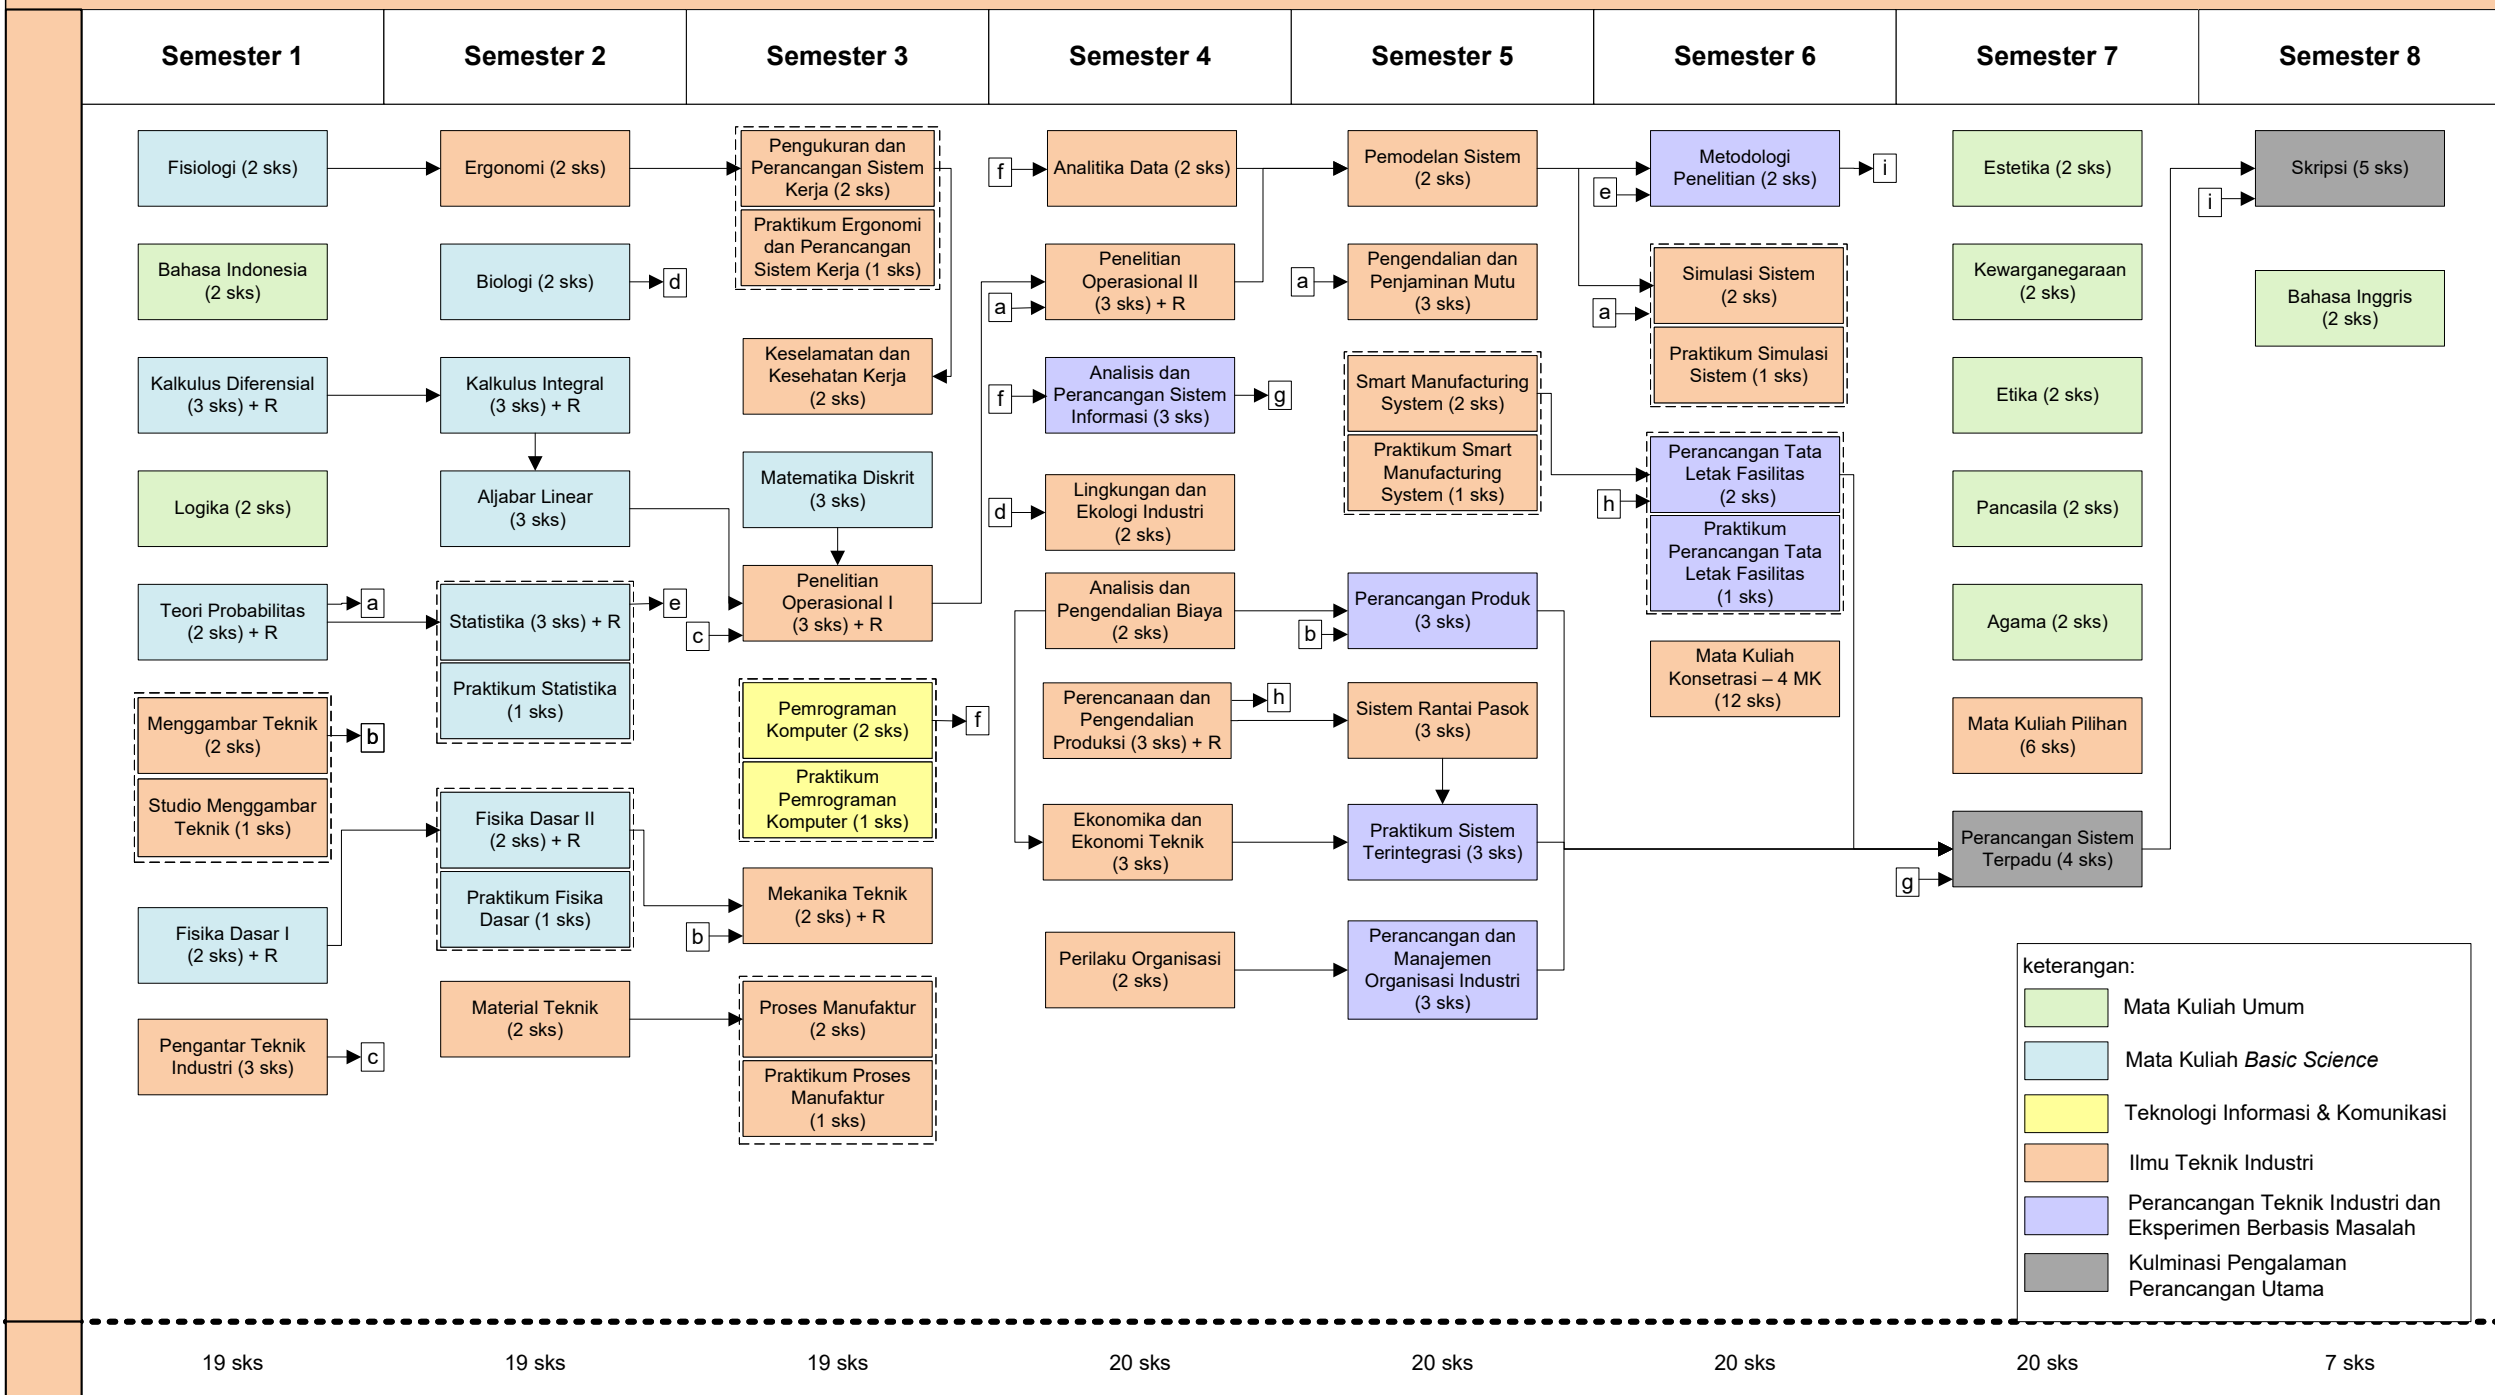 Semester 1
Semester 2
Semester 3
Semester 4
Semester 5
Semester 6
Semester 7
Semester 8
Fisiologi (2 sks)
Bahasa Indonesia
(2 sks)
Kalkulus Diferensial
(3 sks) + R
Logika (2 sks)
Teori Probabilitas
(2 sks) + R
a
Menggambar Teknik
(2 sks)
b
Studio Menggambar
Teknik (1 sks)
Fisika Dasar I
(2 sks) + R
Pengantar Teknik
Industri (3 sks)
c
Ergonomi (2 sks)
Biologi (2 sks)
d
Kalkulus Integral
(3 sks) + R
Aljabar Linear
(3 sks)
Statistika (3 sks) + R
e
Praktikum Statistika
(1 sks)
Fisika Dasar II
(2 sks) + R
Praktikum Fisika
Dasar (1 sks)
Material Teknik
(2 sks)
Pengukuran dan
Perancangan Sistem
Kerja (2 sks)
Praktikum Ergonomi
dan Perancangan
Sistem Kerja (1 sks)
Keselamatan dan
Kesehatan Kerja
(2 sks)
Matematika Diskrit
(3 sks)
Penelitian
Operasional I
(3 sks) + R
c
Pemrograman
Komputer (2 sks)
f
Praktikum
Pemrograman
Komputer (1 sks)
Mekanika Teknik
(2 sks) + R
b
Proses Manufaktur
(2 sks)
Praktikum Proses
Manufaktur
(1 sks)
f
Analitika Data (2 sks)
Penelitian
Operasional II
(3 sks) + R
a
Analisis dan
Perancangan Sistem
Informasi (3 sks)
f
g
Lingkungan dan
Ekologi Industri
(2 sks)
d
Analisis dan
Pengendalian Biaya
(2 sks)
Perencanaan dan
Pengendalian
Produksi (3 sks) + R
h
Ekonomika dan
Ekonomi Teknik
(3 sks)
Perilaku Organisasi
(2 sks)
Pemodelan Sistem
(2 sks)
Pengendalian dan
Penjaminan Mutu
(3 sks)
a
Smart Manufacturing
System (2 sks)
Praktikum Smart
Manufacturing
System (1 sks)
Perancangan Produk
(3 sks)
b
Sistem Rantai Pasok
(3 sks)
Praktikum Sistem
Terintegrasi (3 sks)
Perancangan dan
Manajemen
Organisasi Industri
(3 sks)
Metodologi
Penelitian (2 sks)
e
i
Simulasi Sistem
(2 sks)
a
Praktikum Simulasi
Sistem (1 sks)
Perancangan Tata
Letak Fasilitas
(2 sks)
h
Praktikum
Perancangan Tata
Letak Fasilitas
(1 sks)
Mata Kuliah
Konsetrasi – 4 MK
(12 sks)
Estetika (2 sks)
Kewarganegaraan
(2 sks)
Etika (2 sks)
Pancasila (2 sks)
Agama (2 sks)
Mata Kuliah Pilihan
(6 sks)
Perancangan Sistem
Terpadu (4 sks)
g
Skripsi (5 sks)
i
Bahasa Inggris
(2 sks)
keterangan:
Mata Kuliah Umum
Mata Kuliah Basic Science
Teknologi Informasi & Komunikasi
Ilmu Teknik Industri
Perancangan Teknik Industri dan
Eksperimen Berbasis Masalah
Kulminasi Pengalaman
Perancangan Utama
19 sks
19 sks
19 sks
20 sks
20 sks
20 sks
20 sks
7 sks